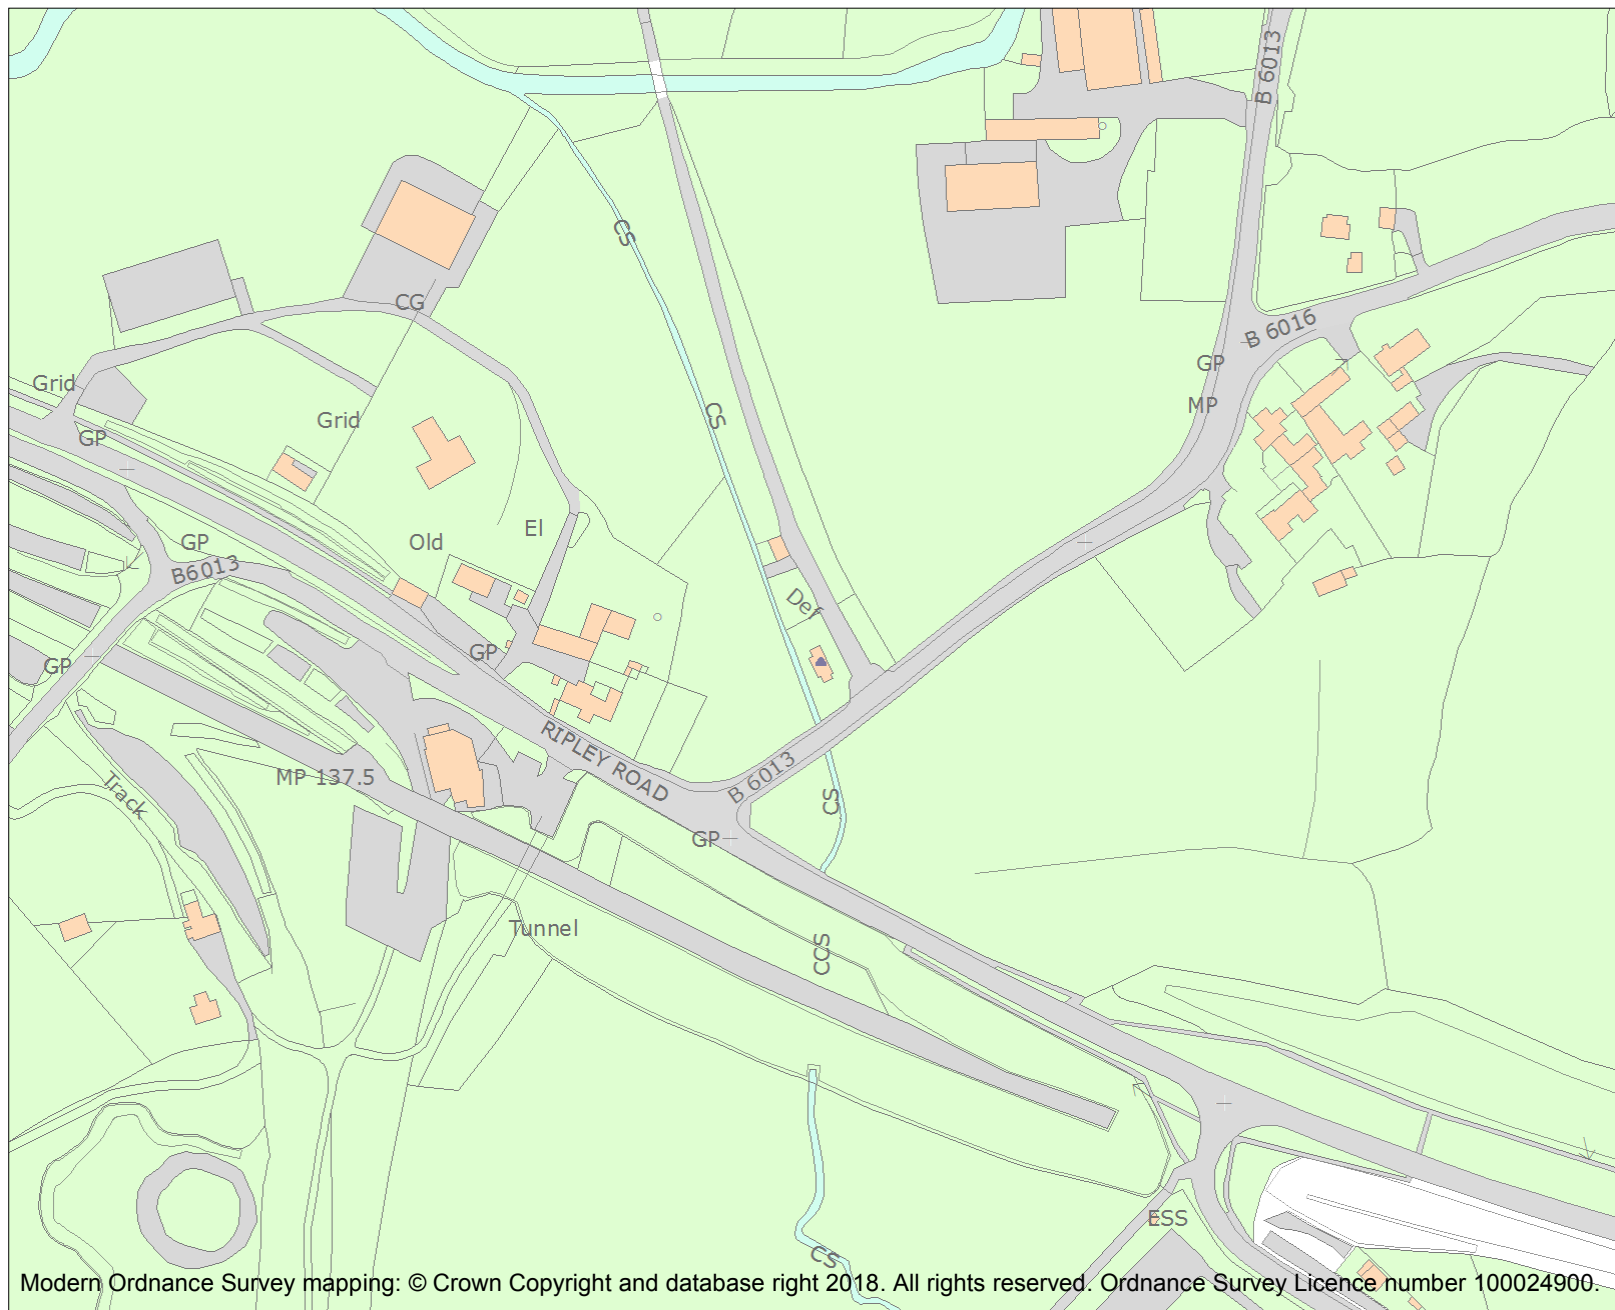 B 6013
CS
CG
B 6016
GP
Grid
MP
CS
Grid
GP
Old
El
GP
B6013
Def
GP
GP
RIPLEY ROAD
B 6013
MP 137.5
Track
CS
GP
Tunnel
CCS
ESS
CS
Modern Ordnance Survey mapping: © Crown Copyright and database right 2018. All rights reserved. Ordnance Survey Licence number 100024900.